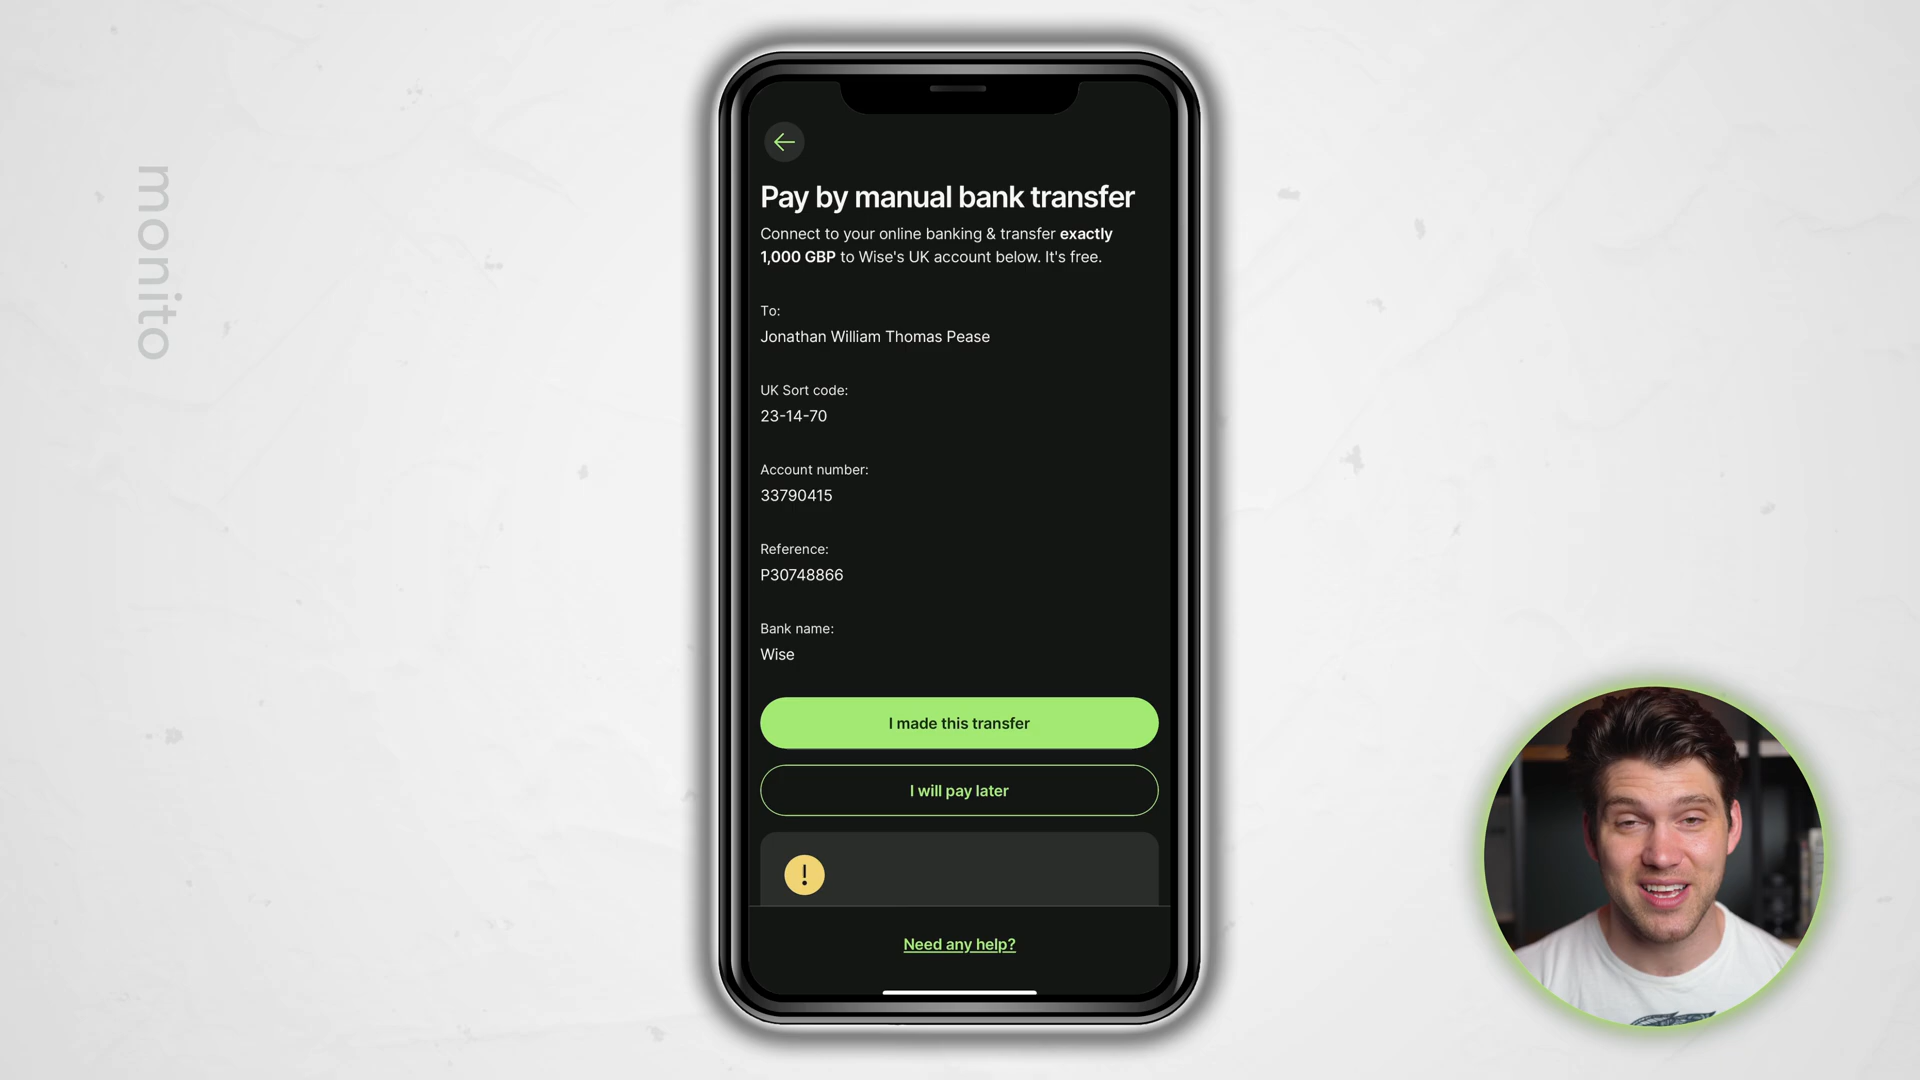 monito
Pay by manual bank transfer
Connect to your online banking & transfer exactly
1,000 GBP to Wise's UK account below. It's free.
To:
Jonathan William Thomas Pease
UK Sort code:
23-14-70
Account number:
33790415
Reference:
P30748866
Bank name:
Wise
I made this transfer
I will pay later
!
Need any help?